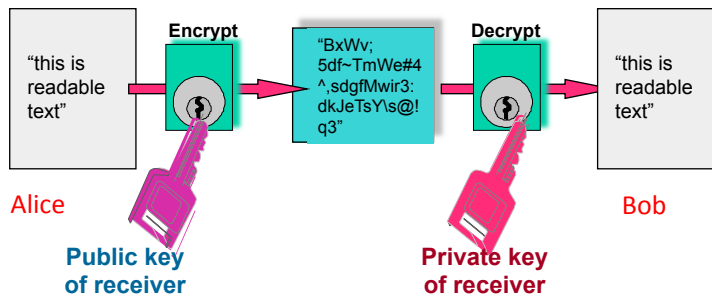 Encrypt
Decrypt
“this is
readable
text”
“BxWv;
5df~TmWe#4
^,sdgfMwir3:
dkJeTsY\s@!
q3”
“this is
readable
text”
Alice
Bob
Public key
of receiver
Private key
of receiver